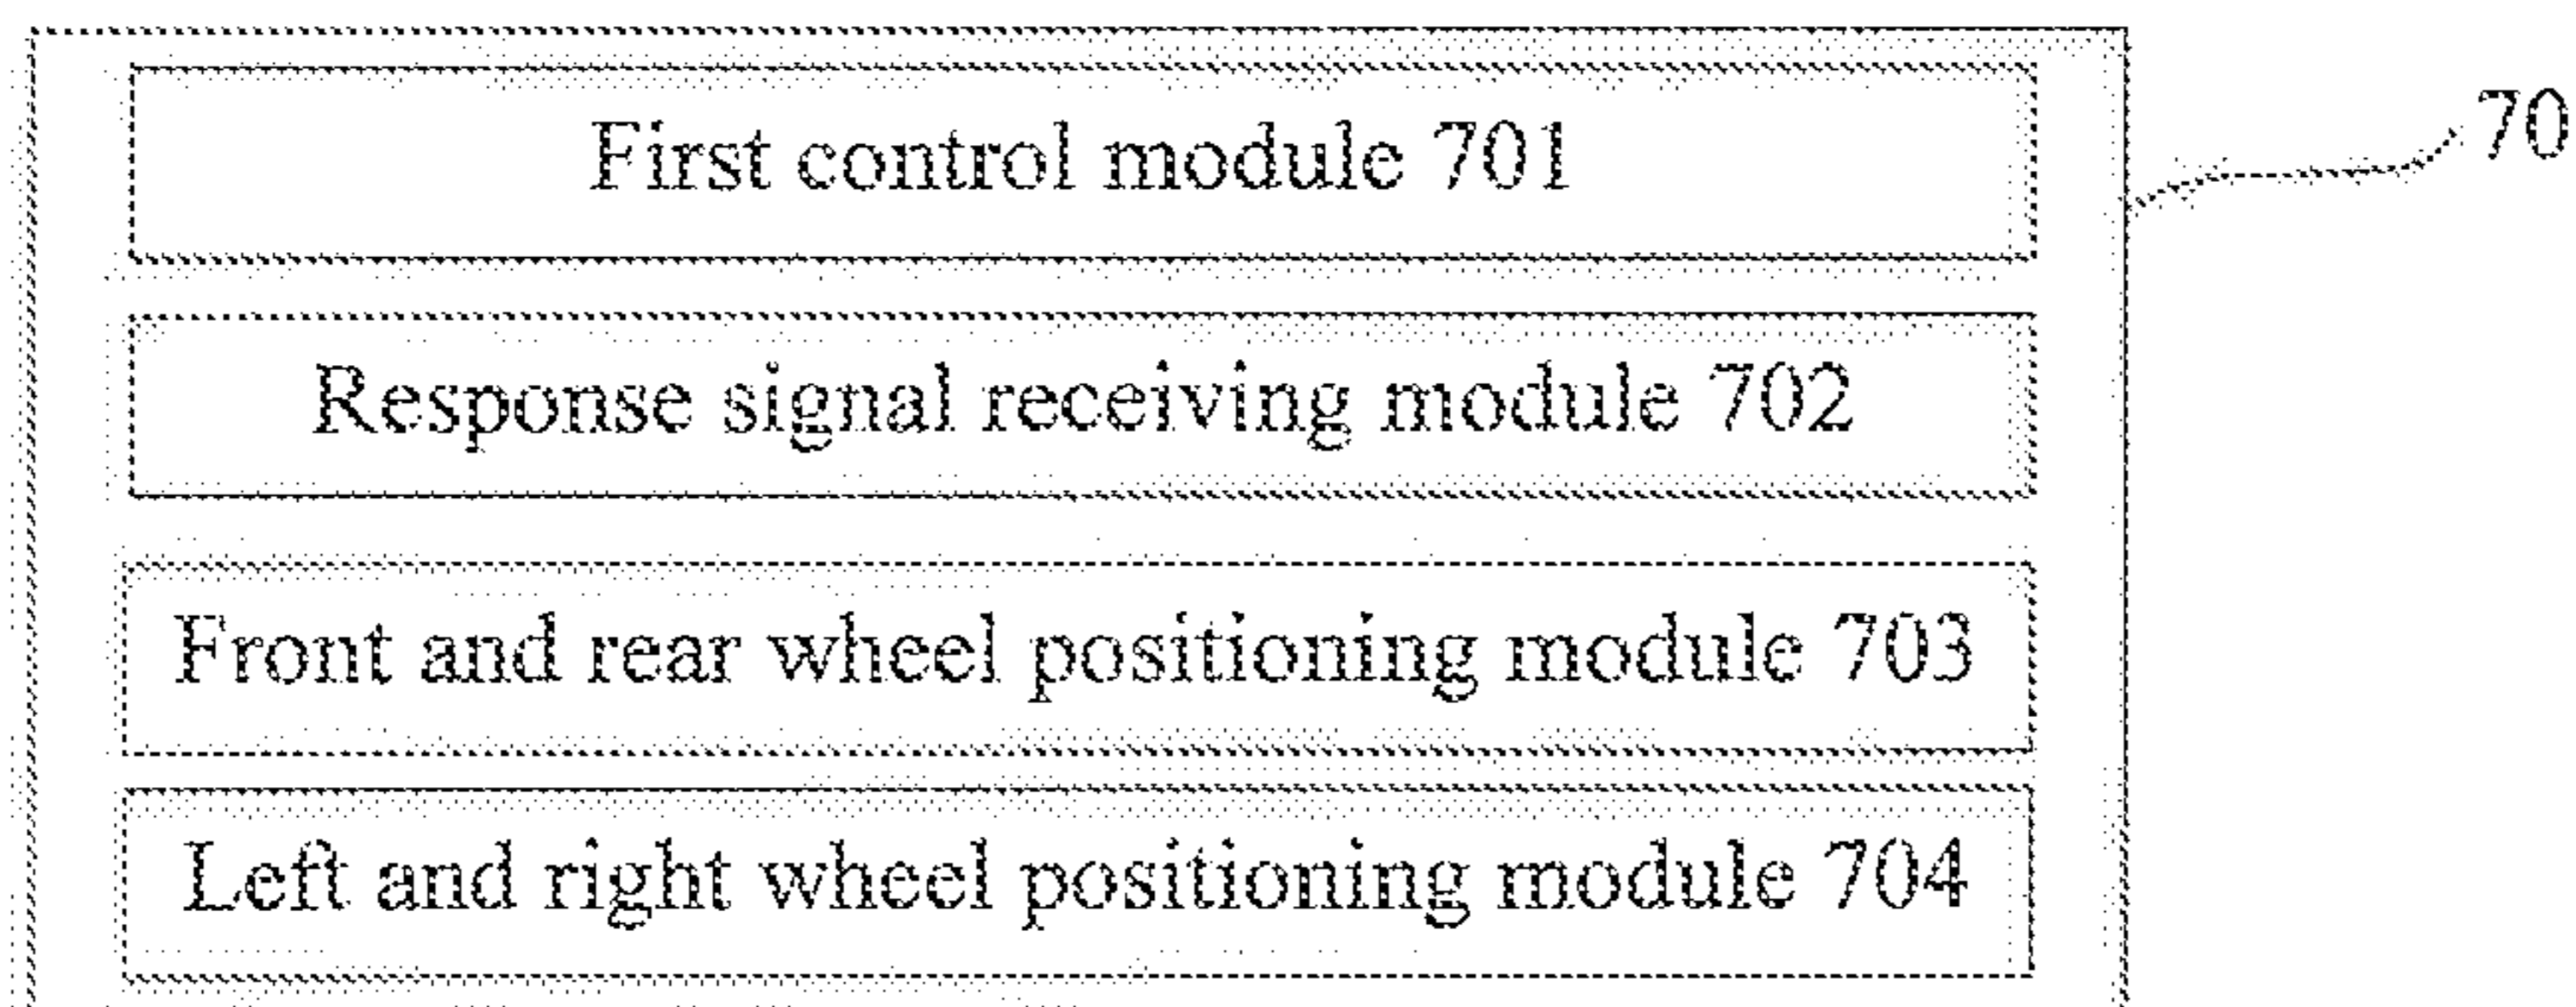 First control module 701
70
Response signal receiving module 702
Front and rear wheel positioning module 703
Left and right wheel positioning module 704